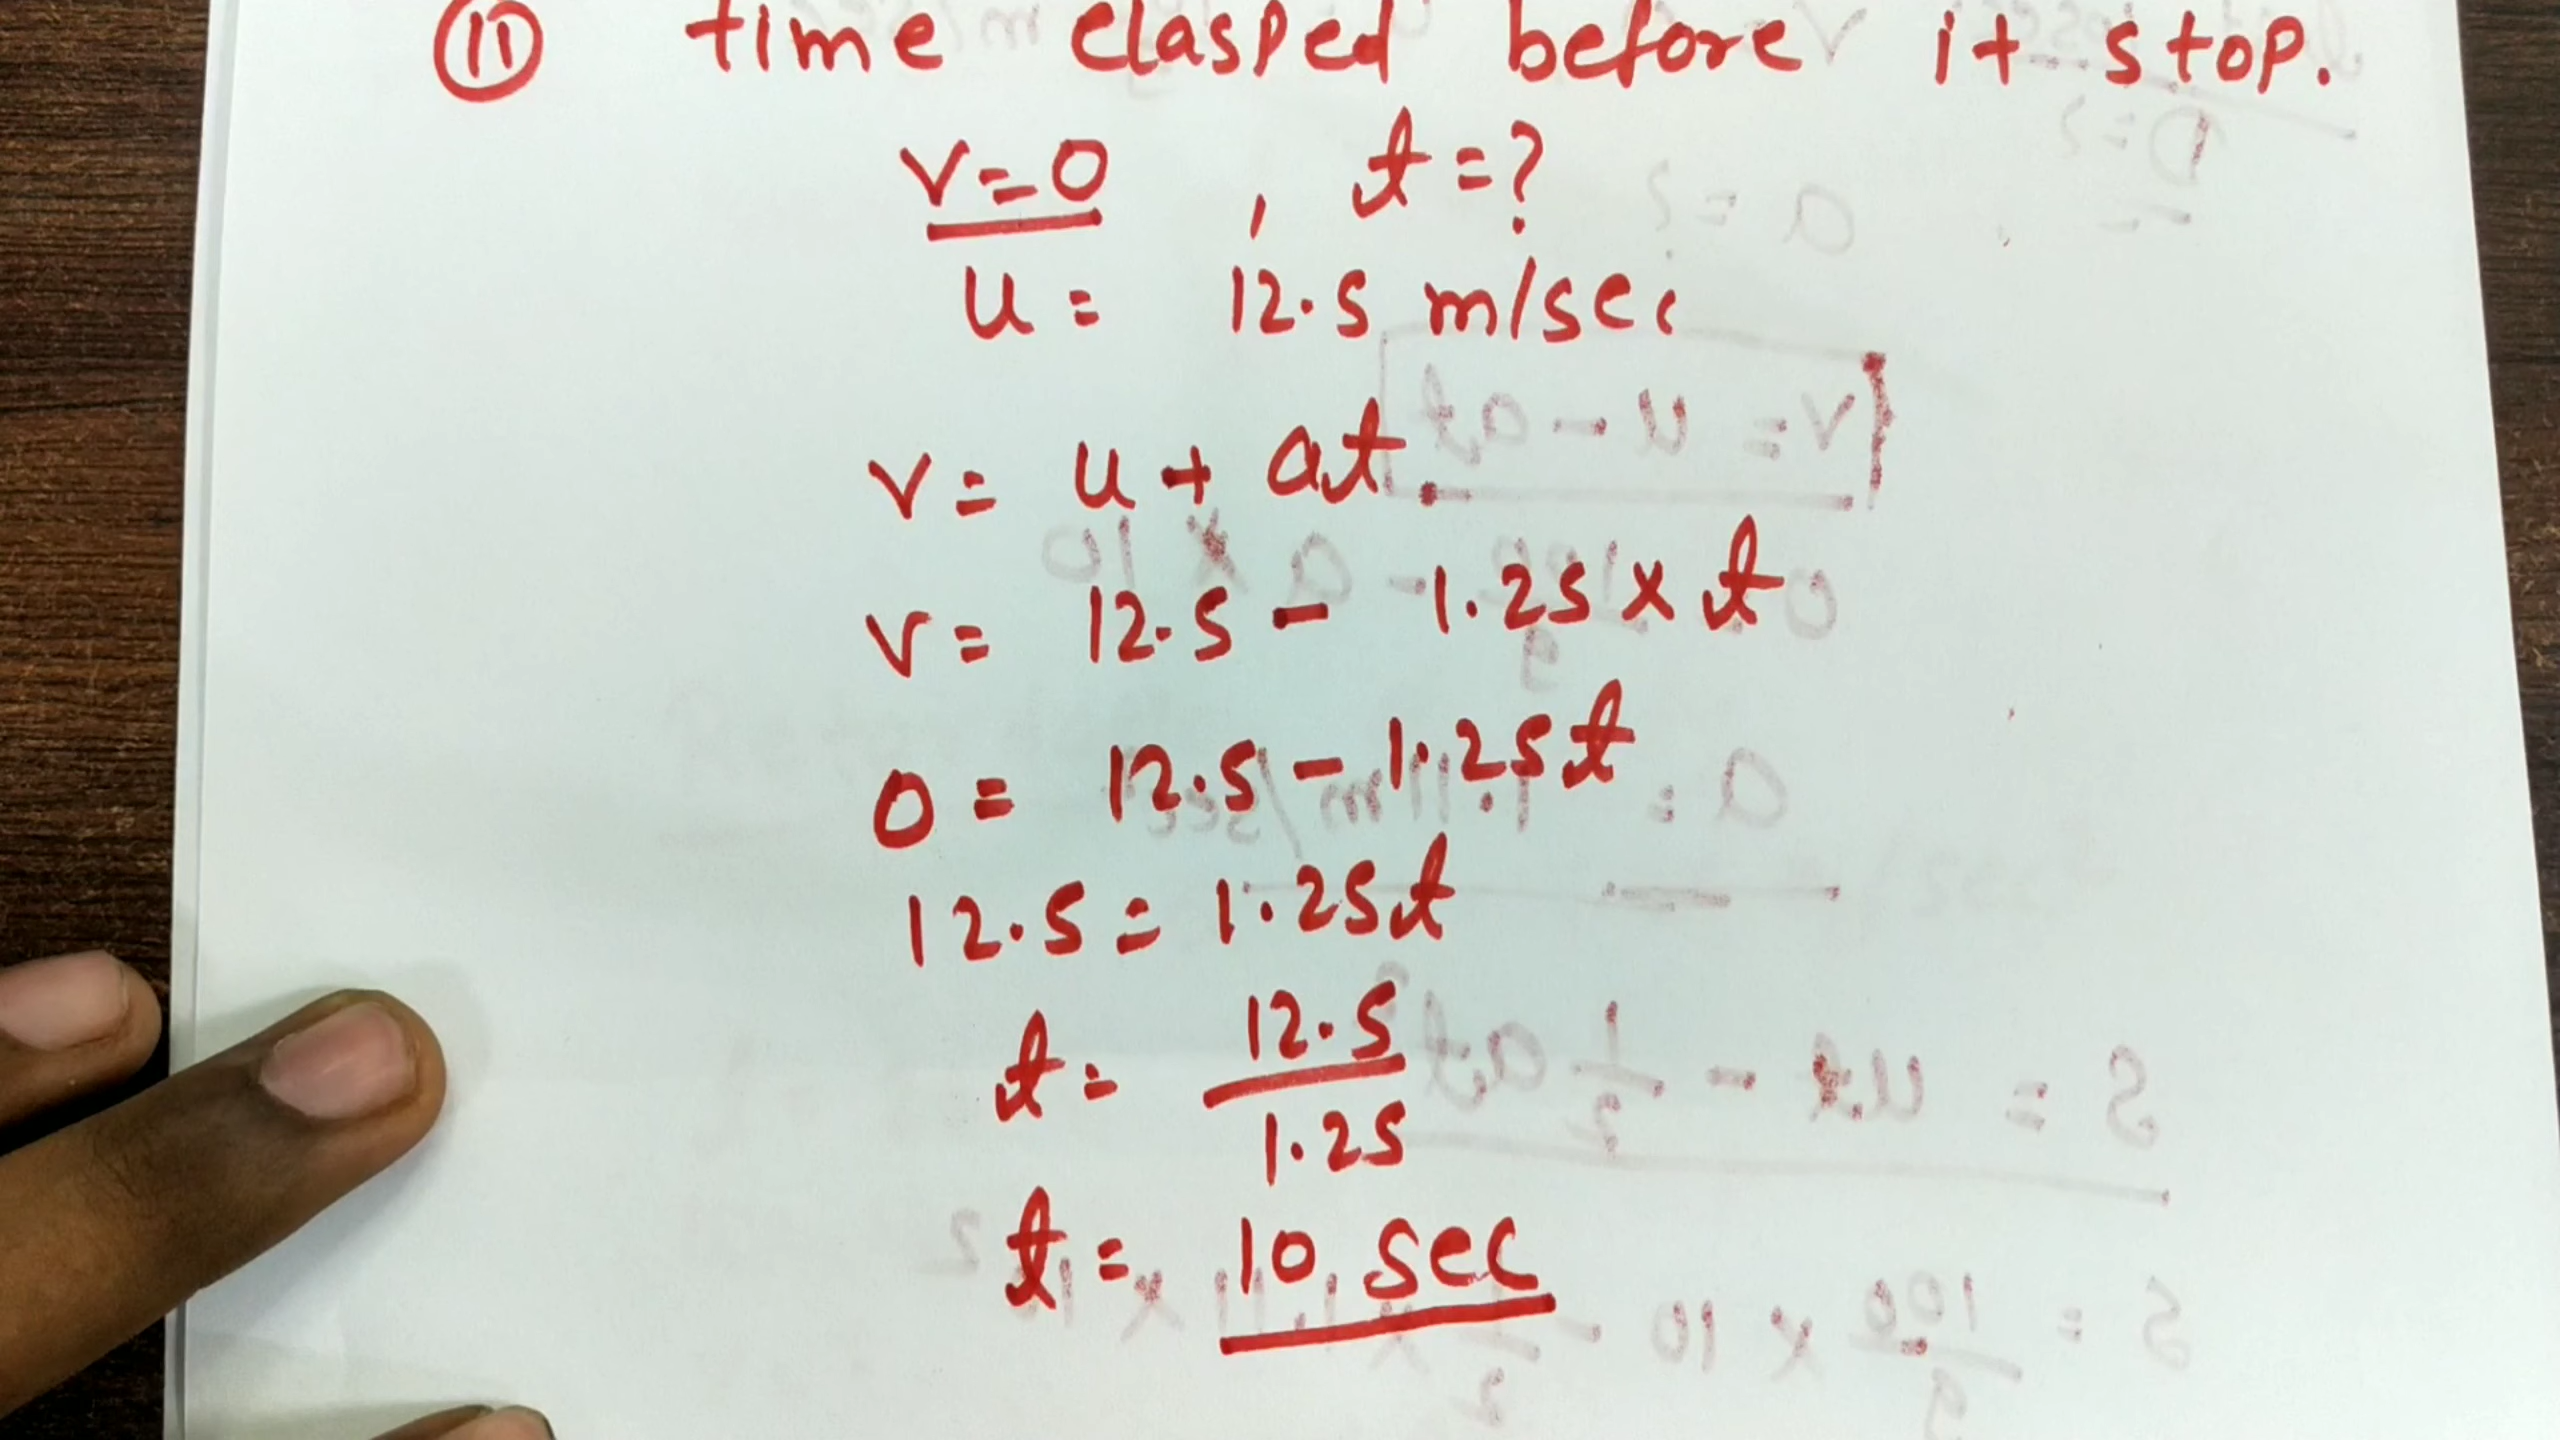 (11) time elasped before it stop.
v=0 , t=?
u= 12.5 m/sec
v= u + at.
v= 12.5 - 1.25 x t
0 = 12.5 - 1.25t
12.5 = 1.25t
t= 12.5/1.25
t= 10 sec